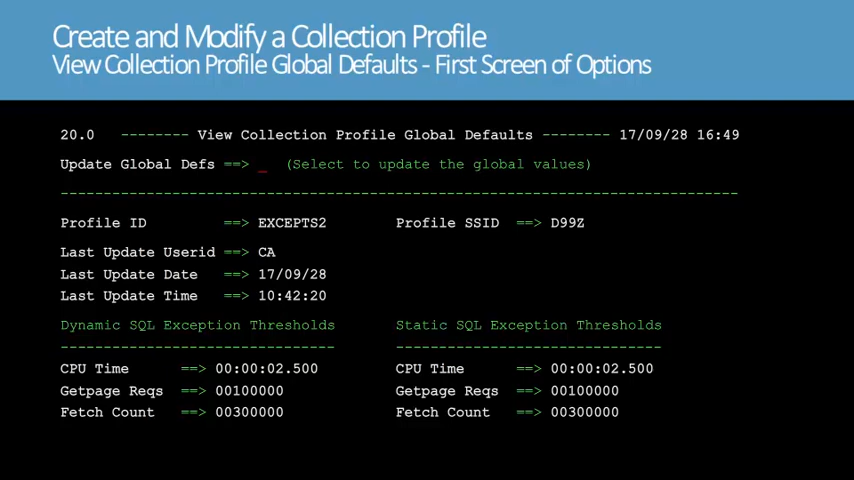 Create and Modify a Collection Profile
View Collection Profile Global Defaults - First Screen of Options
20.0 -------- View Collection Profile Global Defaults -------- 17/09/28 16:49
Update Global Defs ==> _ (Select to update the global values)
-------------------------------------------------------------------------------
Profile ID ==> EXCEPTS2 Profile SSID ==> D99Z
Last Update Userid ==> CA
Last Update Date ==> 17/09/28
Last Update Time ==> 10:42:20
Dynamic SQL Exception Thresholds Static SQL Exception Thresholds
-------------------------------- -------------------------------
CPU Time ==> 00:00:02.500 CPU Time ==> 00:00:02.500
Getpage Reqs ==> 00100000 Getpage Reqs ==> 00100000
Fetch Count ==> 00300000 Fetch Count ==> 00300000